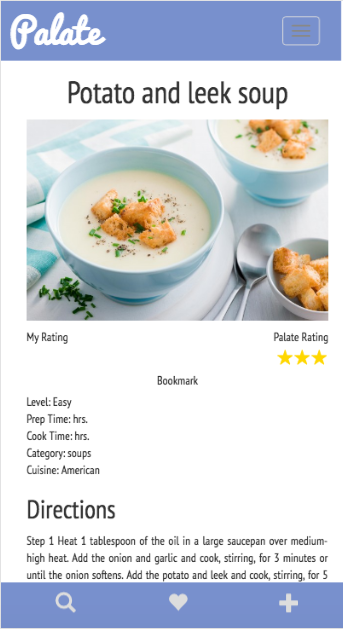 Palate
Potato and leek soup
My Rating Palate Rating
Bookmark
Level: Easy
Prep Time: hrs.
Cook Time: hrs.
Category: soups
Cuisine: American
Directions
Step 1 Heat 1 tablespoon of the oil in a large saucepan over medium-
high heat. Add the onion and garlic and cook, stirring, for 3 minutes or
until the onion softens. Add the potato and leek and cook, stirring, for 5